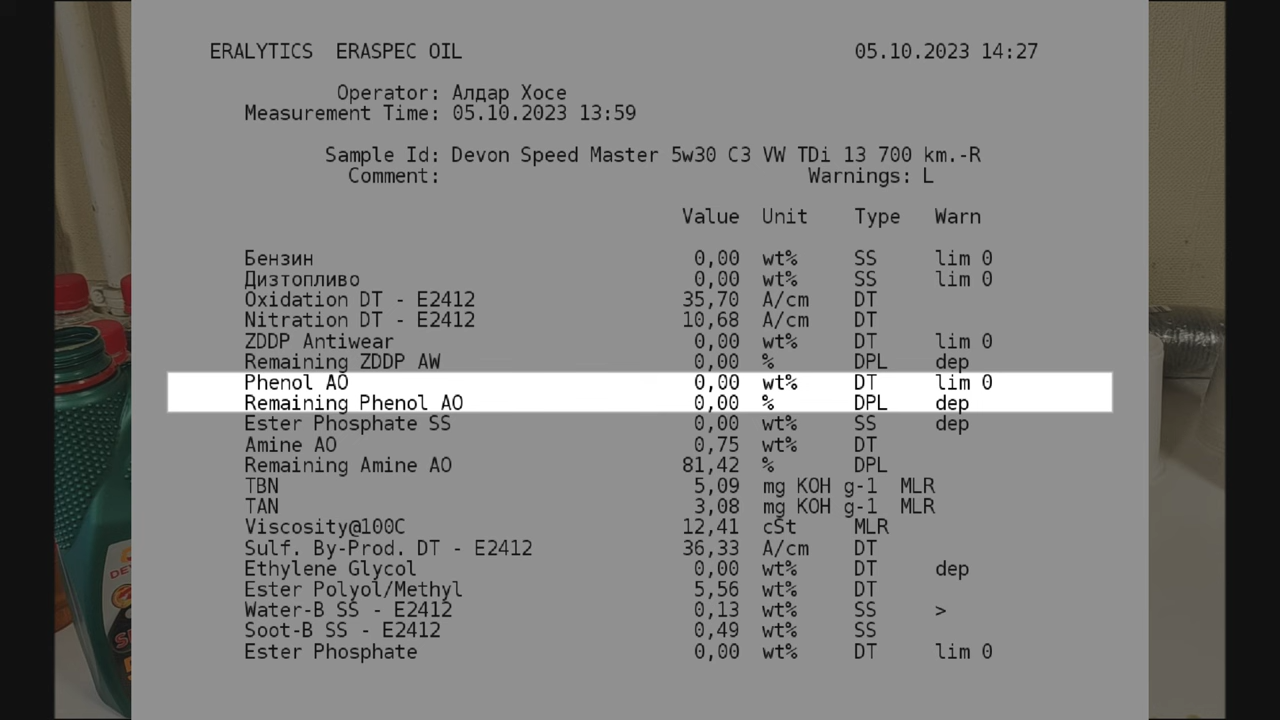 ERALYTICS ERASPEC OIL 05.10.2023 14:27
Operator: Алдар Хосе
Measurement Time: 05.10.2023 13:59
Sample Id: Devon Speed Master 5w30 C3 VW TDi 13 700 km.-R
Comment: Warnings: L
Value Unit Type Warn
Бензин 0,00 wt% SS lim 0
Дизтопливо 0,00 wt% SS lim 0
Oxidation DT - E2412 35,70 A/cm DT
Nitration DT - E2412 10,68 A/cm DT
ZDDP Antiwear 0,00 wt% DT lim 0
Remaining ZDDP AW 0,00 % DPL dep
Phenol AO 0,00 wt% DT lim 0
Remaining Phenol AO 0,00 % DPL dep
Ester Phosphate SS 0,00 wt% SS dep
Amine AO 0,75 wt% DT
Remaining Amine AO 81,42 % DPL
TBN 5,09 mg KOH g-1 MLR
TAN 3,08 mg KOH g-1 MLR
Viscosity@100C 12,41 cSt MLR
Sulf. By-Prod. DT - E2412 36,33 A/cm DT
Ethylene Glycol 0,00 wt% DT dep
Ester Polyol/Methyl 5,56 wt% DT
Water-B SS - E2412 0,13 wt% SS >
Soot-B SS - E2412 0,49 wt% SS
Ester Phosphate 0,00 wt% DT lim 0